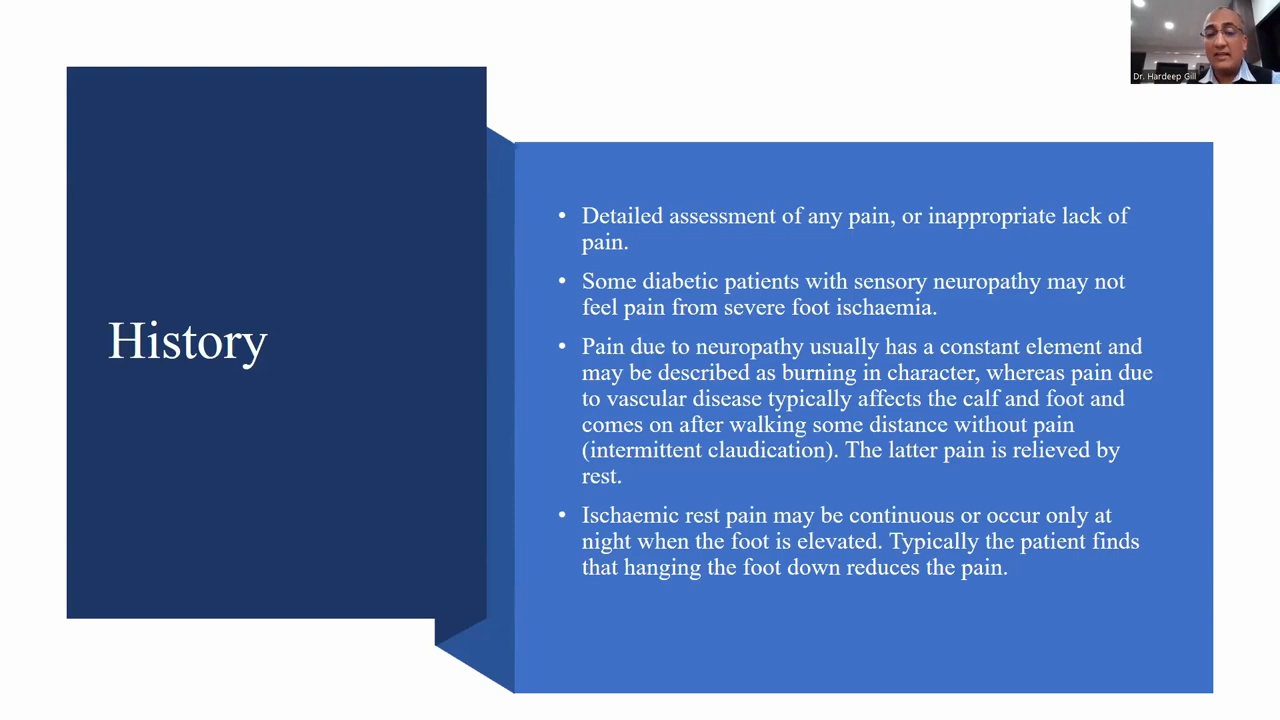 Dr. Hardeep Gill
History
• Detailed assessment of any pain, or inappropriate lack of
pain.
• Some diabetic patients with sensory neuropathy may not
feel pain from severe foot ischaemia.
• Pain due to neuropathy usually has a constant element and
may be described as burning in character, whereas pain due
to vascular disease typically affects the calf and foot and
comes on after walking some distance without pain
(intermittent claudication). The latter pain is relieved by
rest.
• Ischaemic rest pain may be continuous or occur only at
night when the foot is elevated. Typically the patient finds
that hanging the foot down reduces the pain.